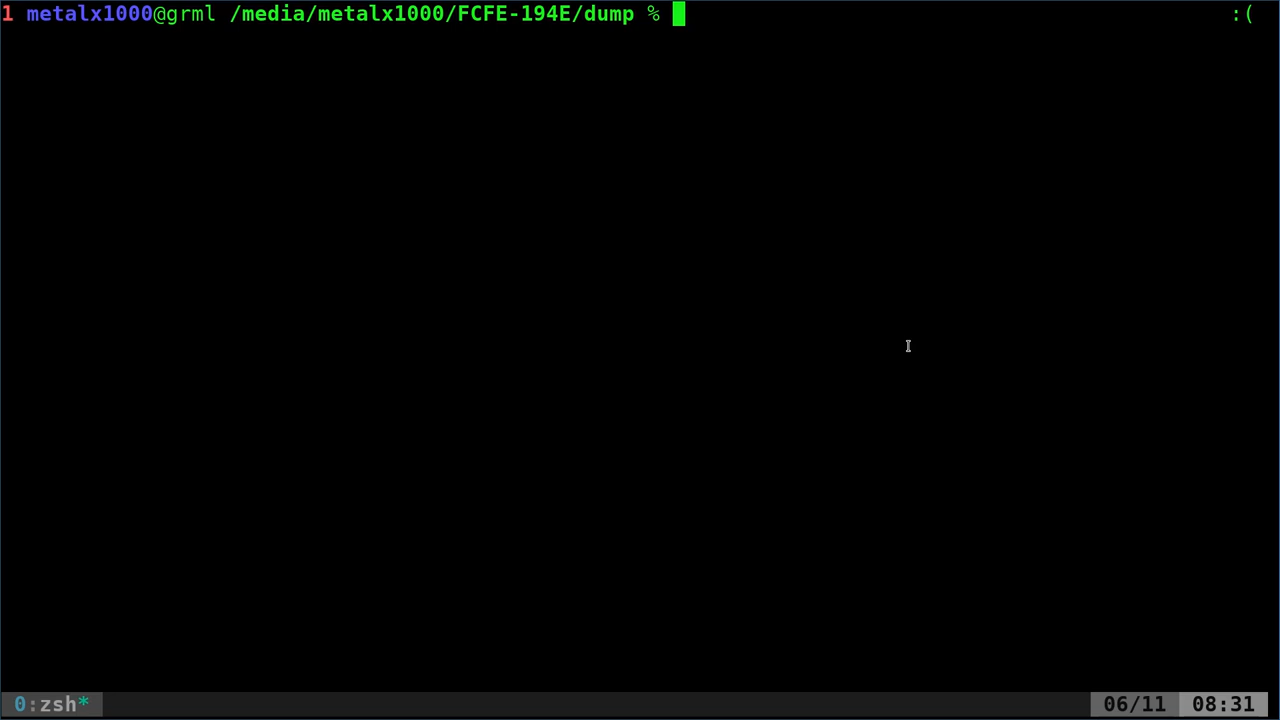 1 metalx1000@grml /media/metalx1000/FCFE-194E/dump % :(
0:zsh* 06/11 08:31